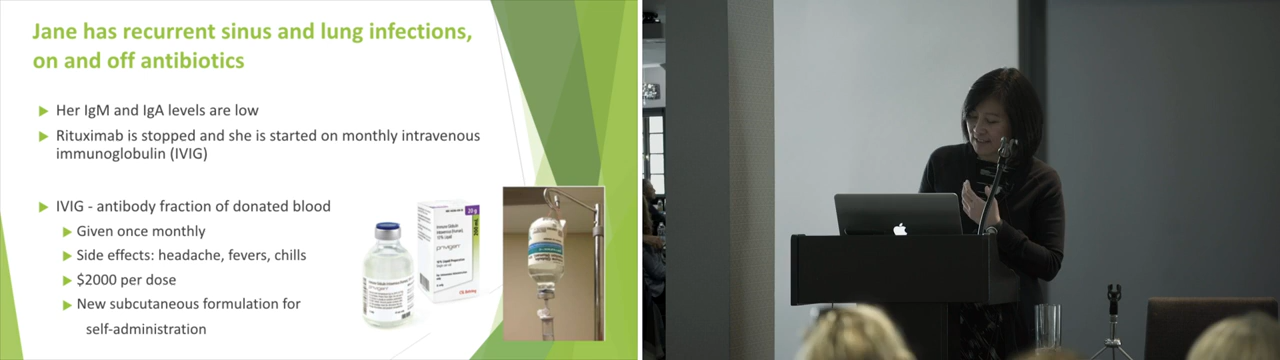 Jane has recurrent sinus and lung infections,
on and off antibiotics
Her IgM and IgA levels are low
Rituximab is stopped and she is started on monthly intravenous
immunoglobulin (IVIG)
IVIG - antibody fraction of donated blood
Given once monthly
Side effects: headache, fevers, chills
$2000 per dose
New subcutaneous formulation for
self-administration
privigen